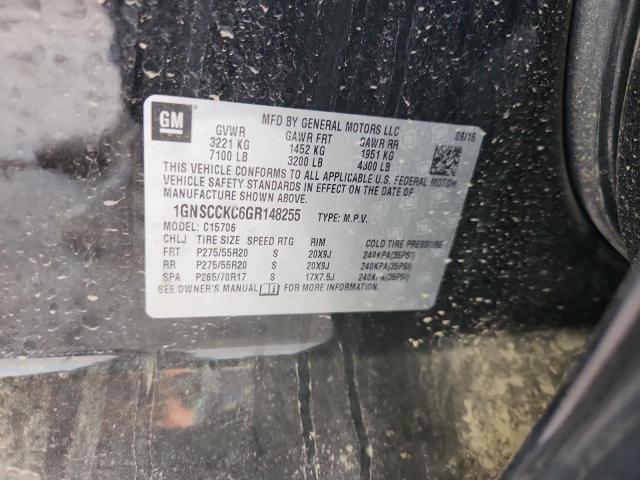 GM
MFD BY GENERAL MOTORS LLC
09/15
GVWR GAWR FRT GAWR RR
3221 KG 1452 KG 1951 KG
7100 LB 3200 LB 4300 LB
THIS VEHICLE CONFORMS TO ALL APPLICABLE U.S. FEDERAL MOTOR
VEHICLE SAFETY STANDARDS IN EFFECT ON THE DATE OF
MANUFACTURE SHOWN ABOVE.
1GNSCCKC6GR148255 TYPE: M.P.V.
MODEL: C15706
CHLJ TIRE SIZE SPEED RTG RIM COLD TIRE PRESSURE
FRT P275/55R20 S 20X9J 240KPA(35PSI)
RR P275/55R20 S 20X9J 240KPA(35PSI)
SPA P265/70R17 S 17X7.5J 240KPA(35PSI)
SEE OWNER'S MANUAL FOR MORE INFORMATION.